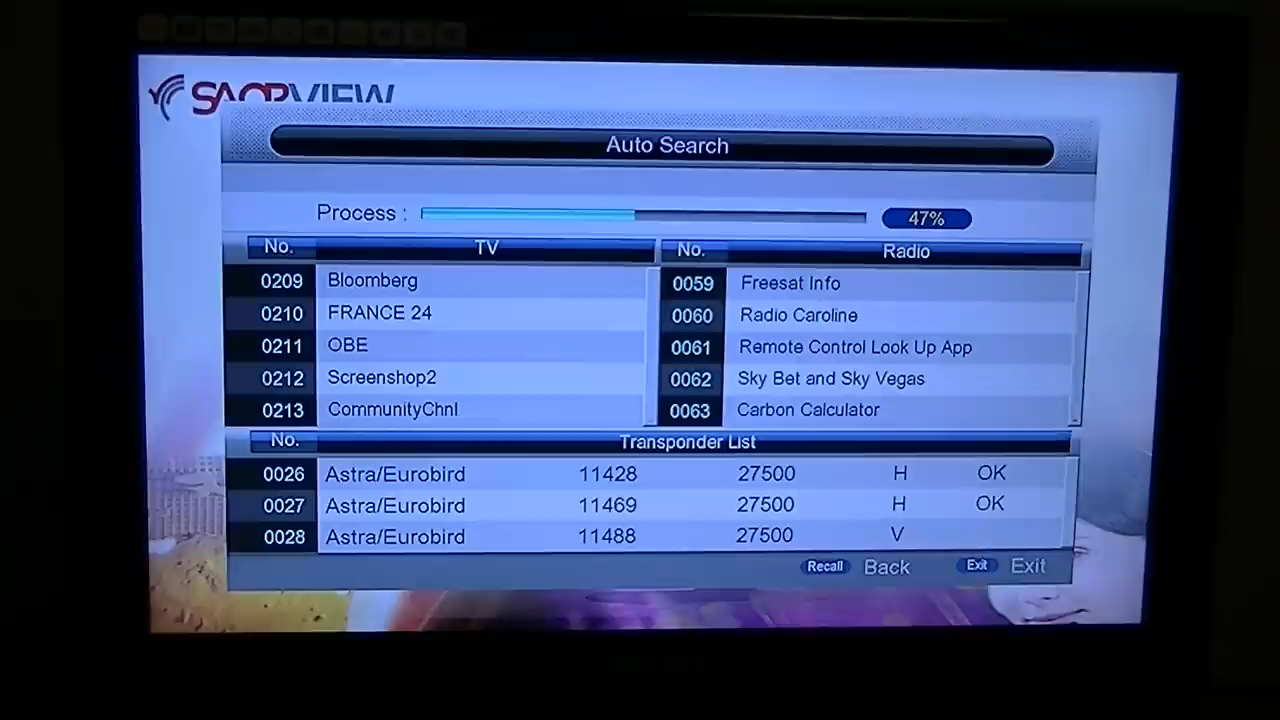 SAORVIEW
Auto Search
Process : 47%
No. TV No. Radio
0209 Bloomberg 0059 Freesat Info
0210 FRANCE 24 0060 Radio Caroline
0211 OBE 0061 Remote Control Look Up App
0212 Screenshop2 0062 Sky Bet and Sky Vegas
0213 CommunityChnl 0063 Carbon Calculator
No. Transponder List
0026 Astra/Eurobird 11428 27500 H OK
0027 Astra/Eurobird 11469 27500 H OK
0028 Astra/Eurobird 11488 27500 V
Recall Back Exit Exit